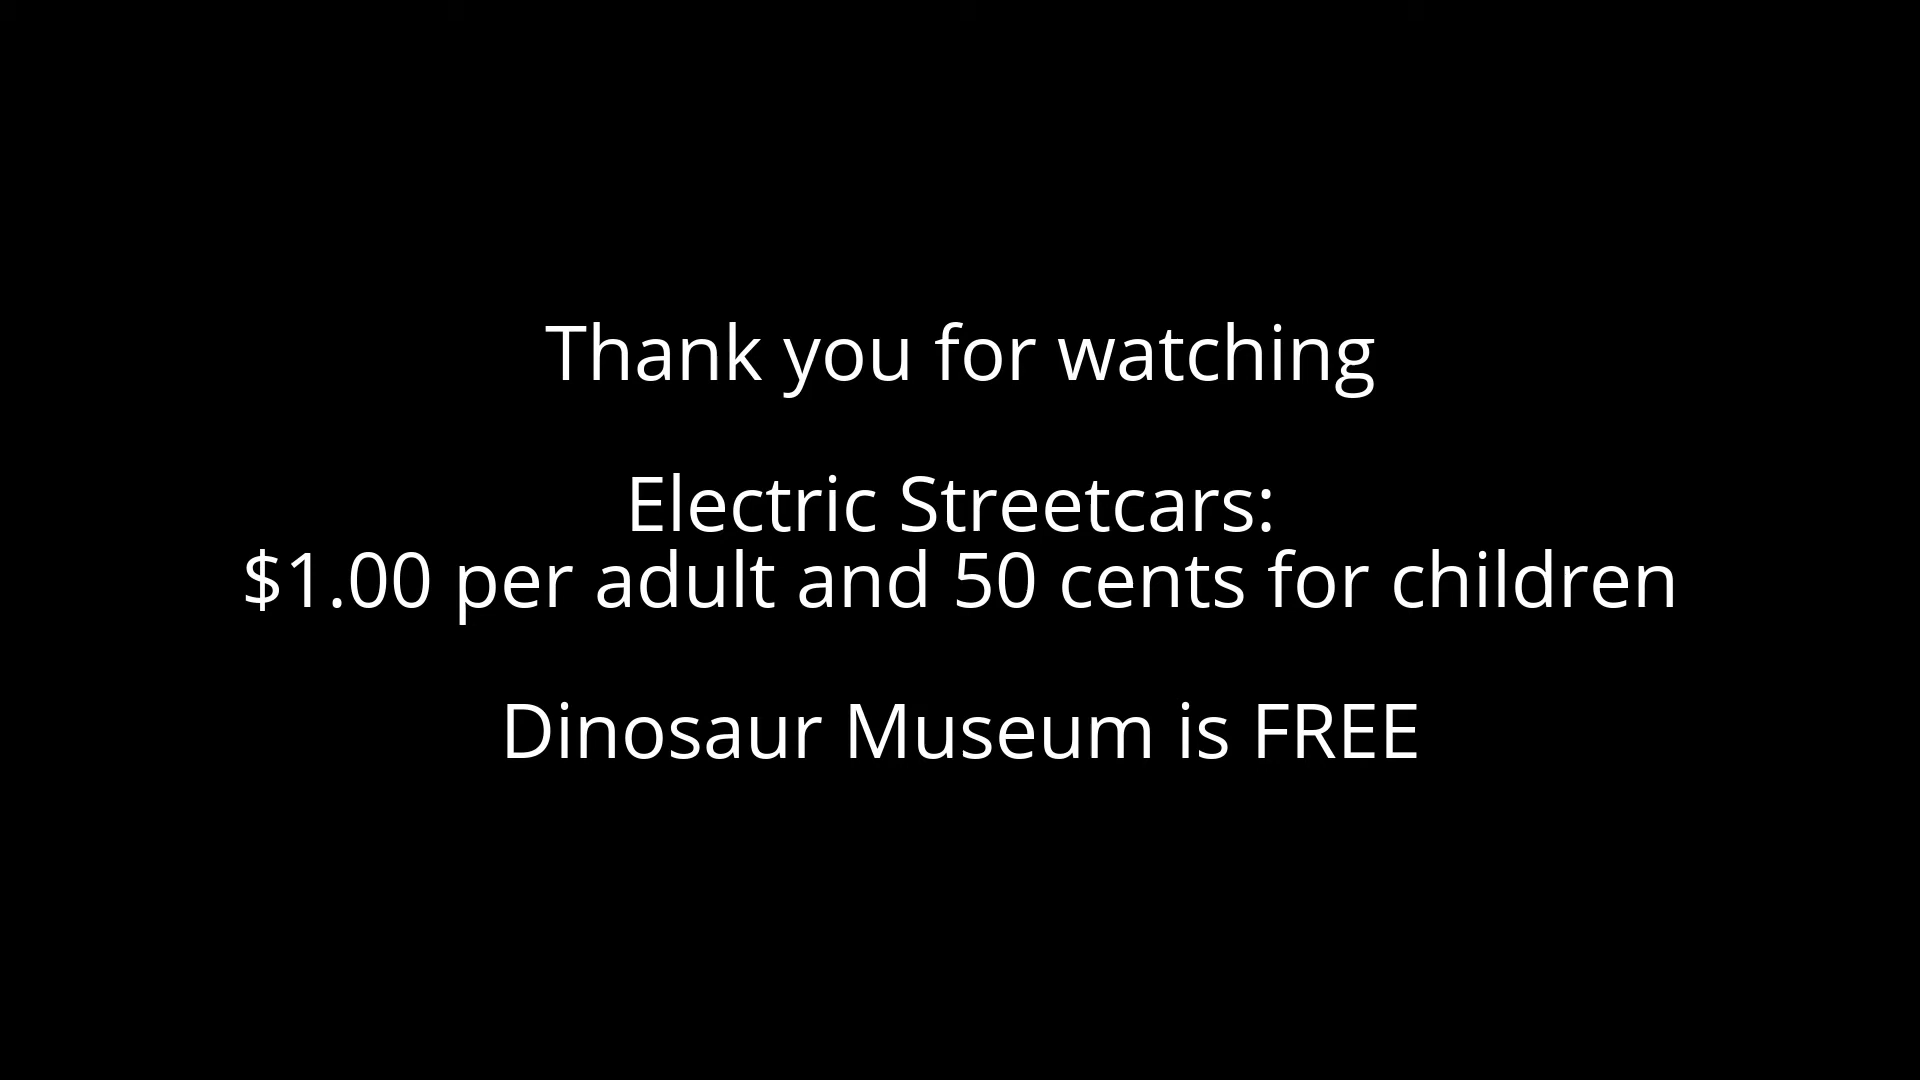 Thank you for watching
Electric Streetcars:
$1.00 per adult and 50 cents for children
Dinosaur Museum is FREE